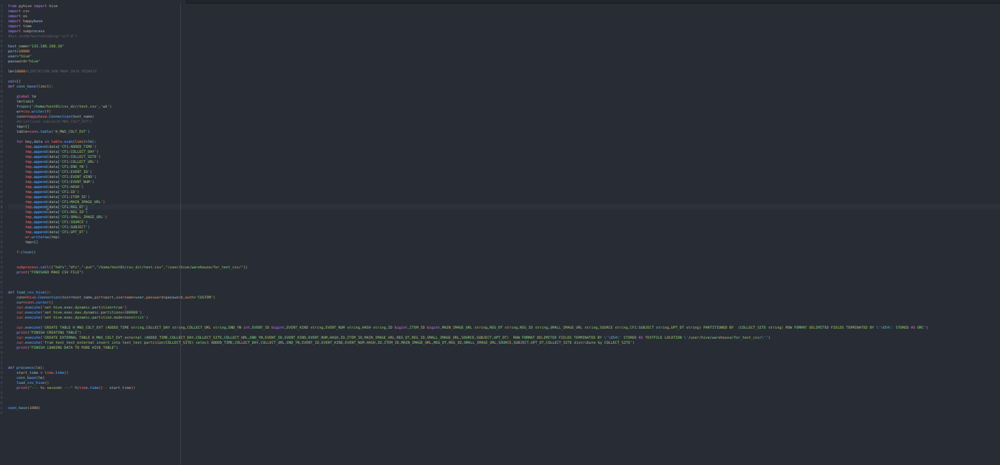 from pyhive import hive
import csv
import os
import happybase
import time
import subprocess
#sys.setdefaultencoding('utf-8')
host_name="133.186.168.10"
port=10000
user="hive"
password="hive"
lm=10000#LIMITATION HOW MANY DATA MIGRATE
col=[]
def conn_base(limit):
global lm
lm=limit
f=open('/home/host01/csv_dir/test.csv','wb')
wr=csv.writer(f)
conn=happybase.Connection(host_name)
tmp=[]
table=conn.table('H_MWS_COLT_EVT')
for key,data in table.scan(limit=lm):
tmp.append(data['CF1:ADDED_TIME')
tmp.append(data['CF1:COLLECT_DAY')
tmp.append(data['CF1:COLLECT_SITE')
tmp.append(data['CF1:COLLECT_URL')
tmp.append(data['CF1:END_YN')
tmp.append(data['CF1:EVENT_ID')
tmp.append(data['CF1:EVENT_KIND')
tmp.append(data['CF1:EVENT_NUM')
tmp.append(data['CF1:HASH')
tmp.append(data['CF1:ID')
tmp.append(data['CF1:ITEM_ID')
tmp.append(data['CF1:MAIN_IMAGE_URL')
tmp.append(data['CF1:REG_DT')
tmp.append(data['CF1:REG_ID')
tmp.append(data['CF1:SMALL_IMAGE_URL')
tmp.append(data['CF1:SOURCE')
tmp.append(data['CF1:SUBJECT')
tmp.append(data['CF1:UPT_DT')
wr.writerow(tmp)
tmp=[]
f.close()
subprocess.call(["hdfs","dfs","-put","/home/host01/csv_dir/test.csv","/user/hive/warehouse/for_test_csv/"])
print("FINISHED MAKE CSV FILE")
def load_csv_hive():
conn=hive.Connection(host=host_name,port=port,username=user,password=password,auth='CUSTOM')
cur=conn.cursor()
cur.execute('set hive.exec.dynamic.partition=true')
cur.execute('set hive.exec.max.dynamic.partitions=100000')
cur.execute('set hive.exec.dynamic.partition.mode=nonstrict')
cur.execute('CREATE TABLE H_MWS_COLT_EVT (ADDED_TIME string,COLLECT_DAY string,COLLECT_URL string,END_YN int,EVENT_ID bigint,EVENT_KIND string,EVENT_NUM string,HASH string,ID bigint,ITEM_ID bigint,MAIN_IMAGE_URL string,REG_DT string,REG_ID string,SMALL_IMAGE_URL string,SOURCE string,CF1:SUBJECT string,UPT_DT string) PARTITIONED BY  (COLLECT_SITE string) ROW FORMAT DELIMITED FIELDS TERMINATED BY \'\054\' STORED AS ORC')
print("FINISH CREATING TABLE")
cur.execute('CREATE EXTERNAL TABLE H_MWS_COLT_EVT_external (ADDED_TIME,COLLECT_DAY,COLLECT_SITE,COLLECT_URL,END_YN,EVENT_ID,EVENT_KIND,EVENT_NUM,HASH,ID,ITEM_ID,MAIN_IMAGE_URL,REG_DT,REG_ID,SMALL_IMAGE_URL,SOURCE,SUBJECT,UPT_DT)  ROW FORMAT DELIMITED FIELDS TERMINATED BY \'\054\' STORED AS TEXTFILE LOCATION \'/user/hive/warehouse/for_test_csv/\'')
cur.execute('from test_test_external insert into test_test partition(COLLECT_SITE) select ADDED_TIME,COLLECT_DAY,COLLECT_URL,END_YN,EVENT_ID,EVENT_KIND,EVENT_NUM,HASH,ID,ITEM_ID,MAIN_IMAGE_URL,REG_DT,REG_ID,SMALL_IMAGE_URL,SOURCE,SUBJECT,UPT_DT,COLLECT_SITE distribute by COLLECT_SITE')
print("FINISH LOADING DATA TO PURE HIVE_TABLE")
def procoess(lm):
start_time = time.time()
conn_base(lm)
load_csv_hive()
print("--- %s seconds ---" %(time.time() - start_time))
conn_base(1000)